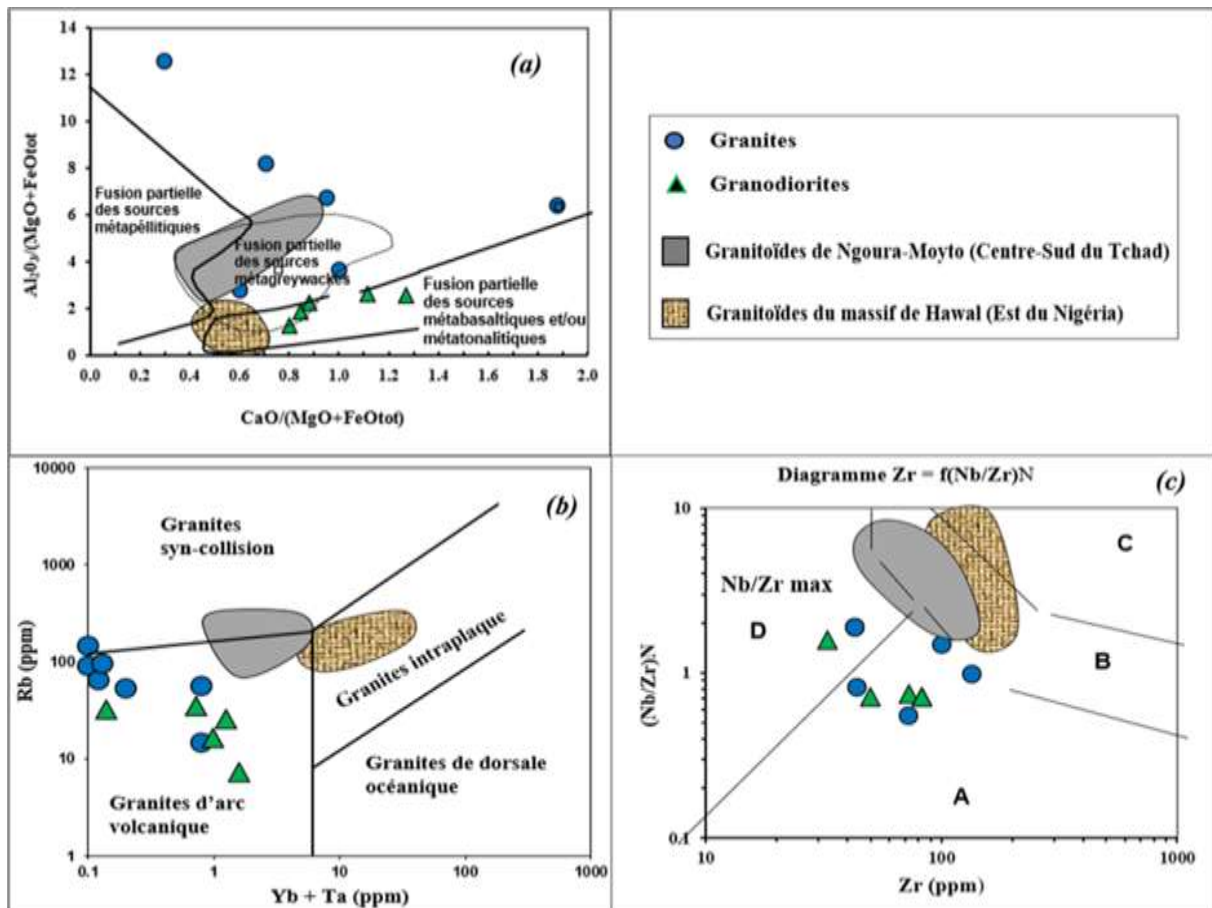 (a)
Al₂0₃/(MgO+FeOtot
14
12
10
8
6
4
2
0
Fusion partielle
des sources
métapéllitiques
Fusion partielle
des sources
métagreywackes
Fusion partielle
des sources
métabasaltiques et/ou
métatonalitiques
0.0 0.2 0.4 0.6 0.8 1.0 1.2 1.4 1.6 1.8 2.0
CaO/(MgO+FeOtot)
Granites
Granodiorites
Granitoïdes de Ngoura-Moyto (Centre-Sud du Tchad)
Granitoïdes du massif de Hawal (Est du Nigéria)
(b)
Rb (ppm)
10000
1000
100
10
1
Granites
syn-collision
Granites intraplaque
Granites de dorsale
océanique
Granites d'arc
volcanique
0.1 1 10 100 1000
Yb + Ta (ppm)
Diagramme Zr = f(Nb/Zr)N
(c)
(Nb/Zr)N
10
1
0.1
Nb/Zr max
C
D
B
A
10 100 1000
Zr (ppm)